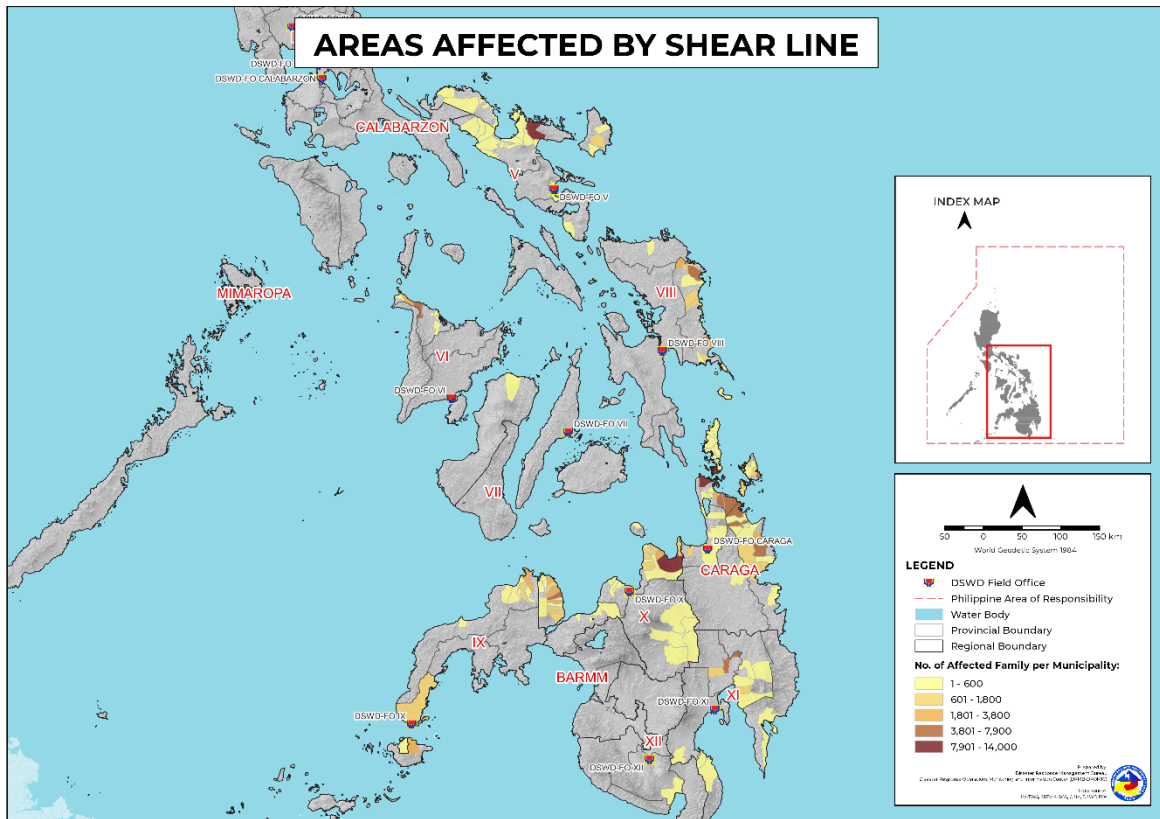 AREAS AFFECTED BY SHEAR LINE
DSWD-FO
DSWD-FO CALABARZON
CALABARZON
V
DSWD-FO V
MIMAROPA
VIII
DSWD-FO VIII
VI
DSWD-FO VI
DSWD-FO VII
VII
DSWD-FO CARAGA
CARAGA
DSWD-FO X
X
IX
BARMM
XI
DSWD-FO XI
DSWD-FO IX
XII
DSWD-FO XII
INDEX MAP
50 0 50 100 150 km
World Geodetic System 1984
LEGEND
DSWD Field Office
Philippine Area of Responsibility
Water Body
Provincial Boundary
Regional Boundary
No. of Affected Family per Municipality:
1 - 600
601 - 1,800
1,801 - 3,800
3,801 - 7,900
7,901 - 14,000
Prepared by:
Disaster Response Management Bureau